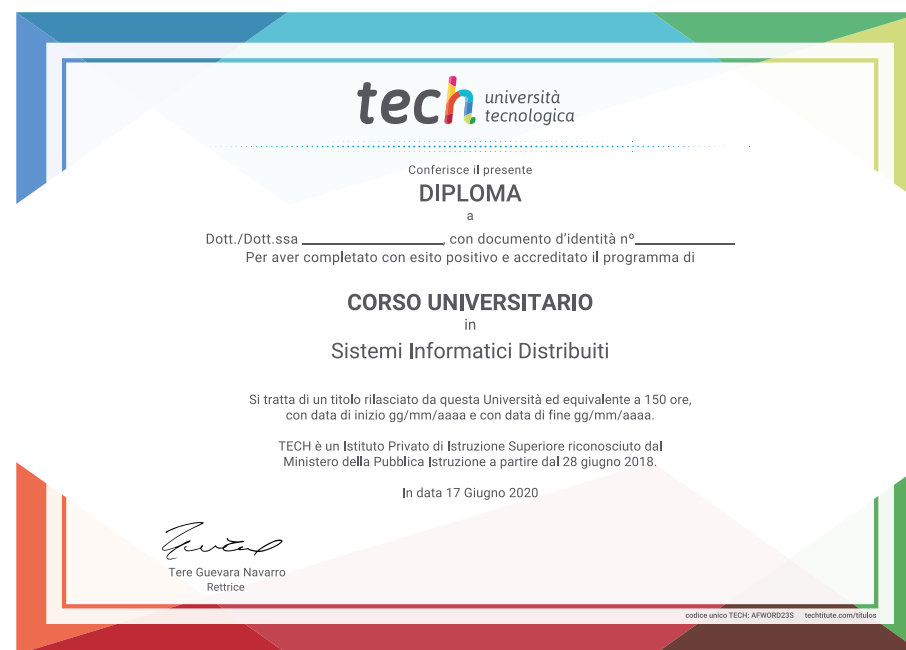 tech università
tecnologica
Conferisce il presente
DIPLOMA
a
Dott./Dott.ssa ____________________, con documento d'identità nº______________
Per aver completato con esito positivo e accreditato il programma di
CORSO UNIVERSITARIO
in
Sistemi Informatici Distribuiti
Si tratta di un titolo rilasciato da questa Università ed equivalente a 150 ore,
con data di inizio gg/mm/aaaa e con data di fine gg/mm/aaaa.
TECH è un Istituto Privato di Istruzione Superiore riconosciuto dal
Ministero della Pubblica Istruzione a partire dal 28 giugno 2018.
In data 17 Giugno 2020
Tere Guevara Navarro
Rettrice
codice unico TECH: AFWORD23S techtitute.com/títulos